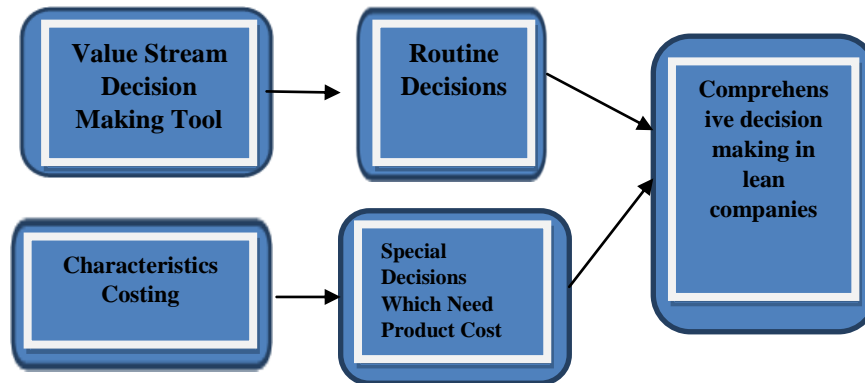 Value Stream
Decision
Making Tool
Routine
Decisions
Comprehens
ive decision
making in
lean
companies
Characteristics
Costing
Special
Decisions
Which Need
Product Cost